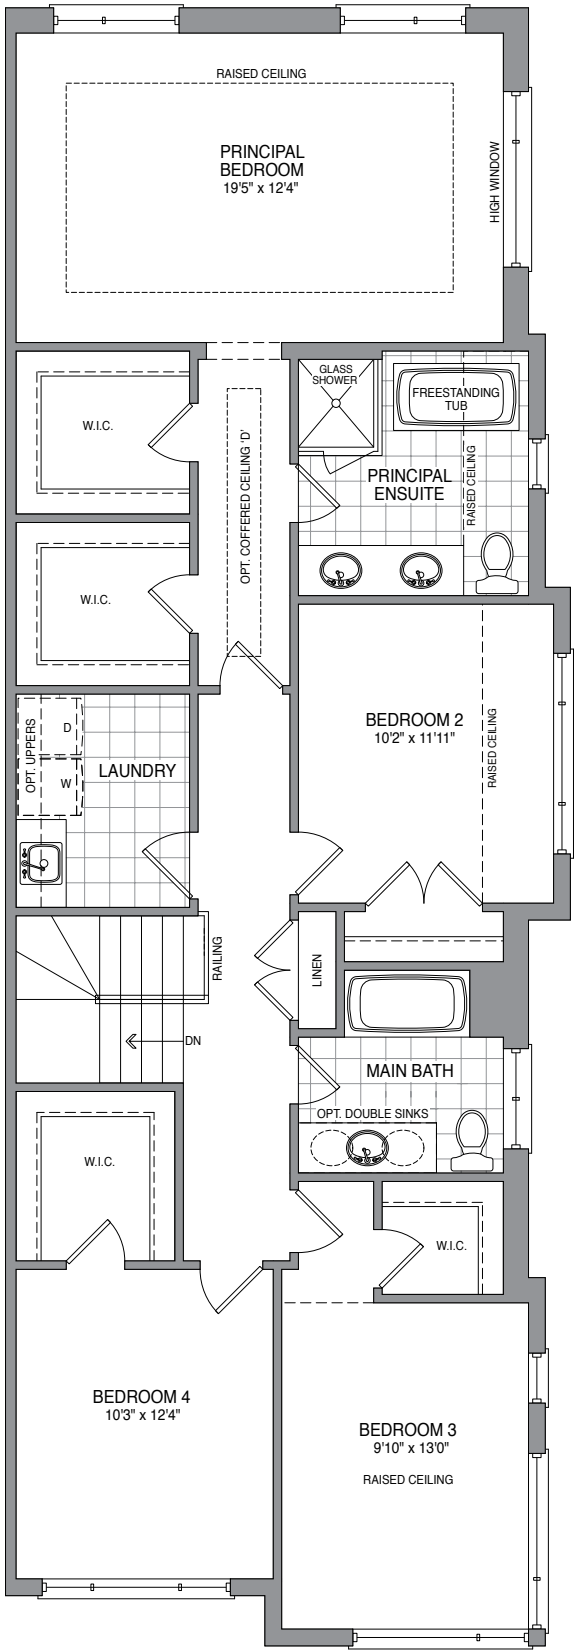 RAISED CEILING
PRINCIPAL
BEDROOM
19'5" x 12'4"
HIGH WINDOW
GLASS
SHOWER
FREESTANDING
TUB
W.I.C.
OPT. COFFERED CEILING 'D'
PRINCIPAL
ENSUITE
RAISED CEILING
W.I.C.
BEDROOM 2
10'2" x 11'11"
RAISED CEILING
OPT. UPPERS
D
W
LAUNDRY
RAILING
LINEN
DN
MAIN BATH
OPT. DOUBLE SINKS
W.I.C.
W.I.C.
BEDROOM 4
10'3" x 12'4"
BEDROOM 3
9'10" x 13'0"
RAISED CEILING